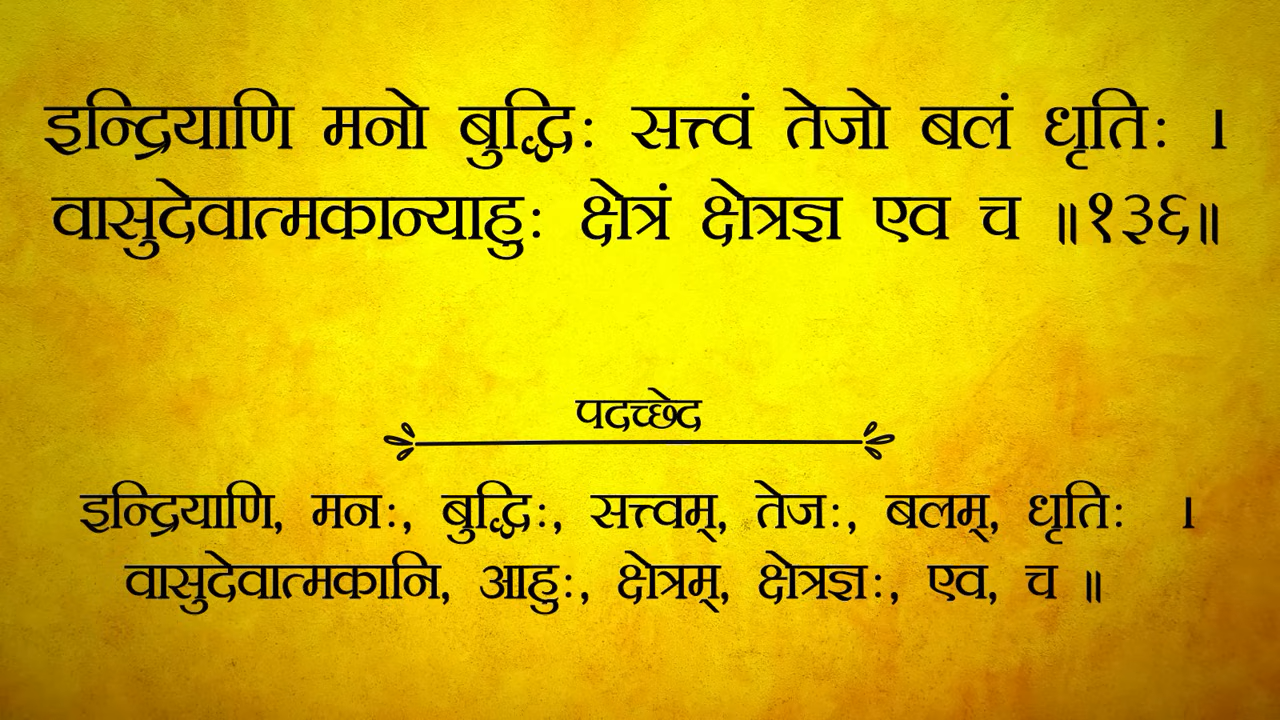 इन्द्रियाणि मनो बुद्धिः सत्त्वं तेजो बलं धृतिः ।
वासुदेवात्मकान्याहुः क्षेत्रं क्षेत्रज्ञ एव च ॥१३६॥
पदच्छेद
इन्द्रियाणि, मनः, बुद्धिः, सत्त्वम्, तेजः, बलम्, धृतिः ।
वासुदेवात्मकानि, आहुः, क्षेत्रम्, क्षेत्रज्ञः, एव, च ॥